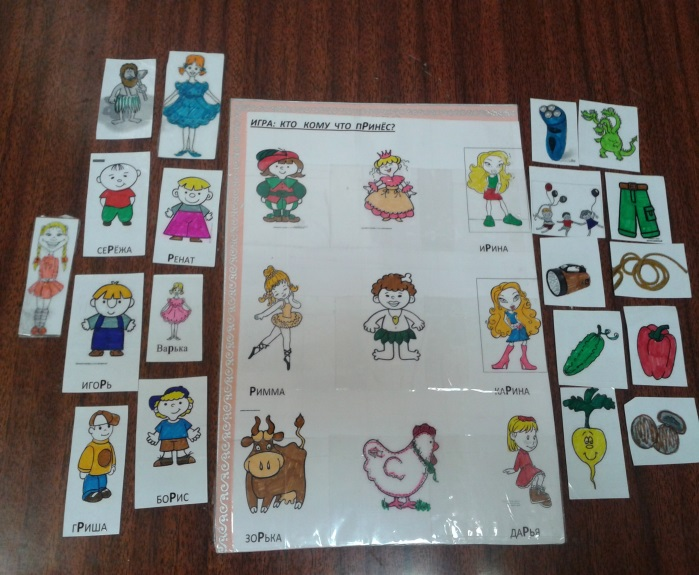 ИГРА: КТО КОМУ ЧТО ПРИНЁС?
СЕРЁЖА
РЕНАТ
ИРИНА
Варька
ИГОРЬ
РИММА
КАРИНА
БОРИС
ГРИША
ЗОРЬКА
ДАРЬЯ